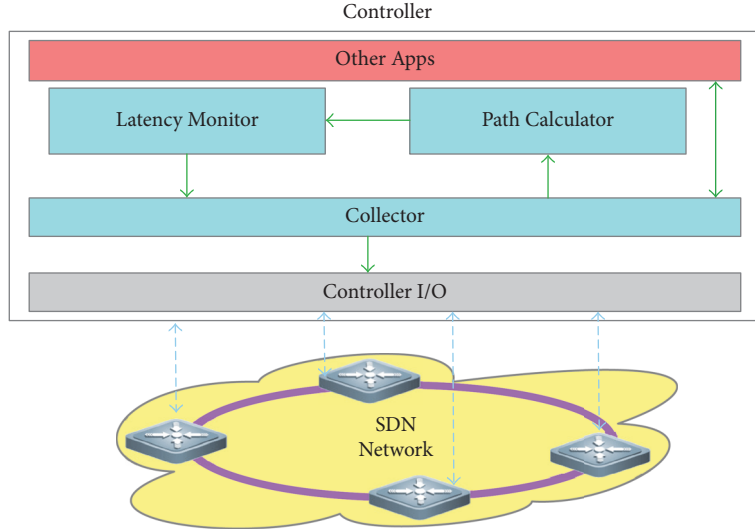 Controller
Other Apps
Latency Monitor
Path Calculator
Collector
Controller I/O
SDN
Network